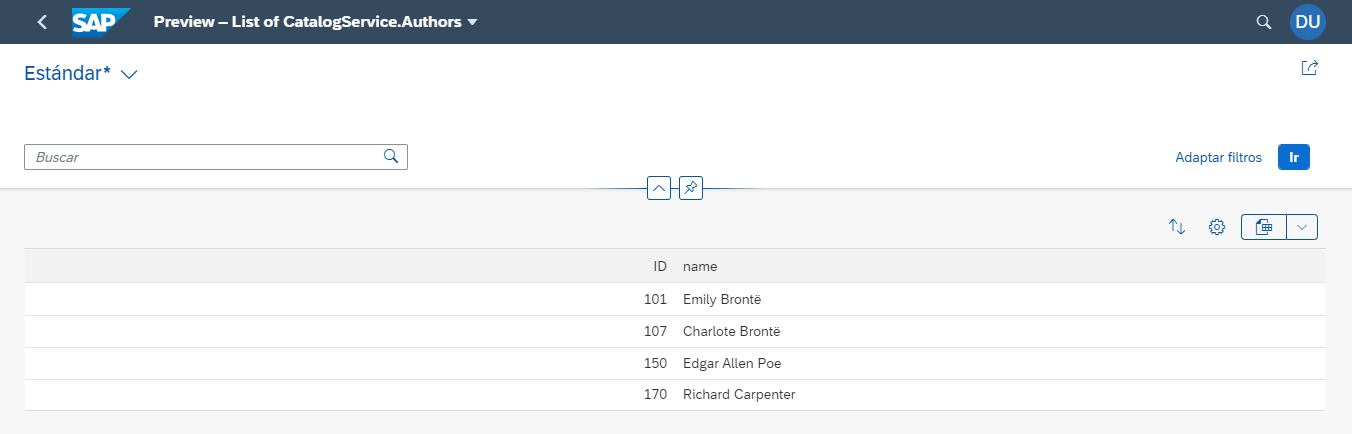 SAP Preview – List of CatalogService.Authors DU
Estándar*
Buscar Adaptar filtros Ir
ID name
101 Emily Brontë
107 Charlote Brontë
150 Edgar Allen Poe
170 Richard Carpenter